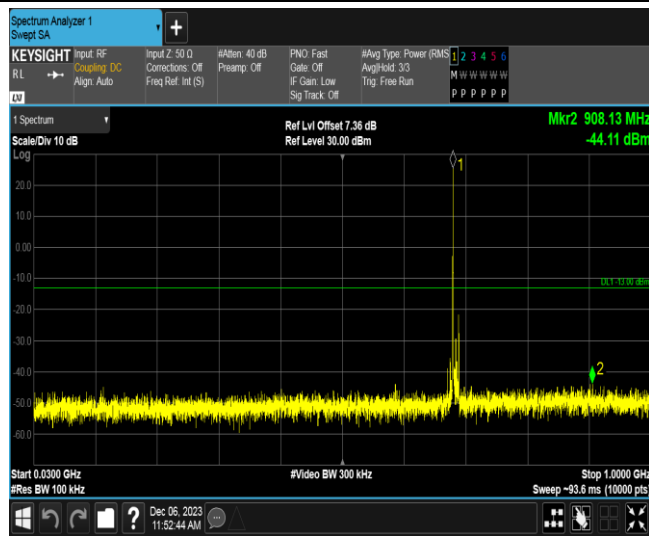 Spectrum Analyzer 1
Swept SA
+
KEYSIGHT Input: RF Input Z: 50 Ω #Atten: 40 dB PNO: Fast #Avg Type: Power (RMS 1 2 3 4 5 6
RL Coupling: DC Corrections: Off Preamp: Off Gate: Off Avg|Hold: 3/3 M W W W W W
Align: Auto Freq Ref: Int (S) IF Gain: Low Trig: Free Run
Sig Track: Off P P P P P P
LXI
1 Spectrum Ref Lvl Offset 7.36 dB Mkr2 908.13 MHz
Scale/Div 10 dB Ref Level 30.00 dBm -44.11 dBm
Log
1
20.0
10.0
0.00
-10.0
DL1 -13.00 dBm
-20.0
-30.0
-40.0
2
-50.0
-60.0
Start 0.0300 GHz #Video BW 300 kHz Stop 1.0000 GHz
#Res BW 100 kHz Sweep ~93.6 ms (10000 pts)
? Dec 06, 2023
11:52:44 AM